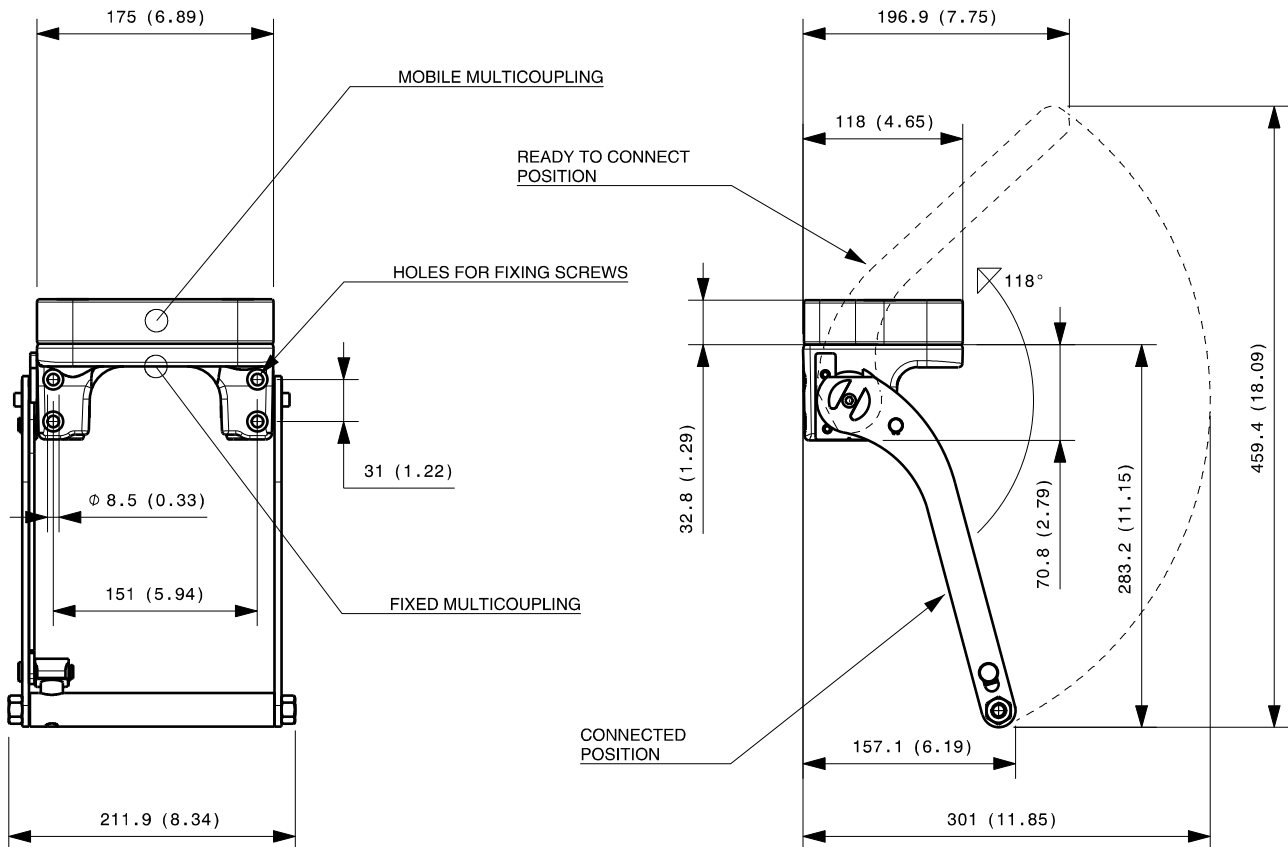 175 (6.89)
196.9 (7.75)
MOBILE MULTICOUPLING
118 (4.65)
READY TO CONNECT
POSITION
HOLES FOR FIXING SCREWS
118°
31 (1.22)
32.8 (1.29)
459.4 (18.09)
Φ 8.5 (0.33)
70.8 (2.79)
283.2 (11.15)
151 (5.94)
FIXED MULTICOUPLING
CONNECTED
POSITION
157.1 (6.19)
211.9 (8.34)
301 (11.85)